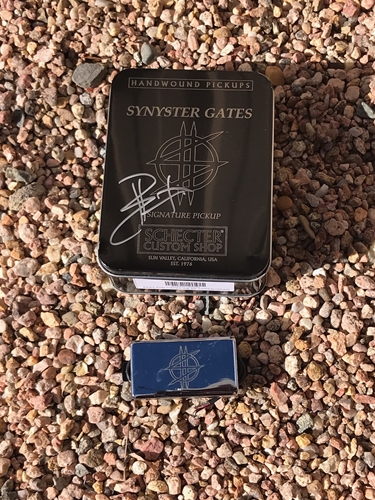 HANDWOUND PICKUPS
SYNYSTER GATES
SIGNATURE PICKUP
SCHECTER
CUSTOM SHOP
SUN VALLEY, CALIFORNIA, USA
EST. 1976